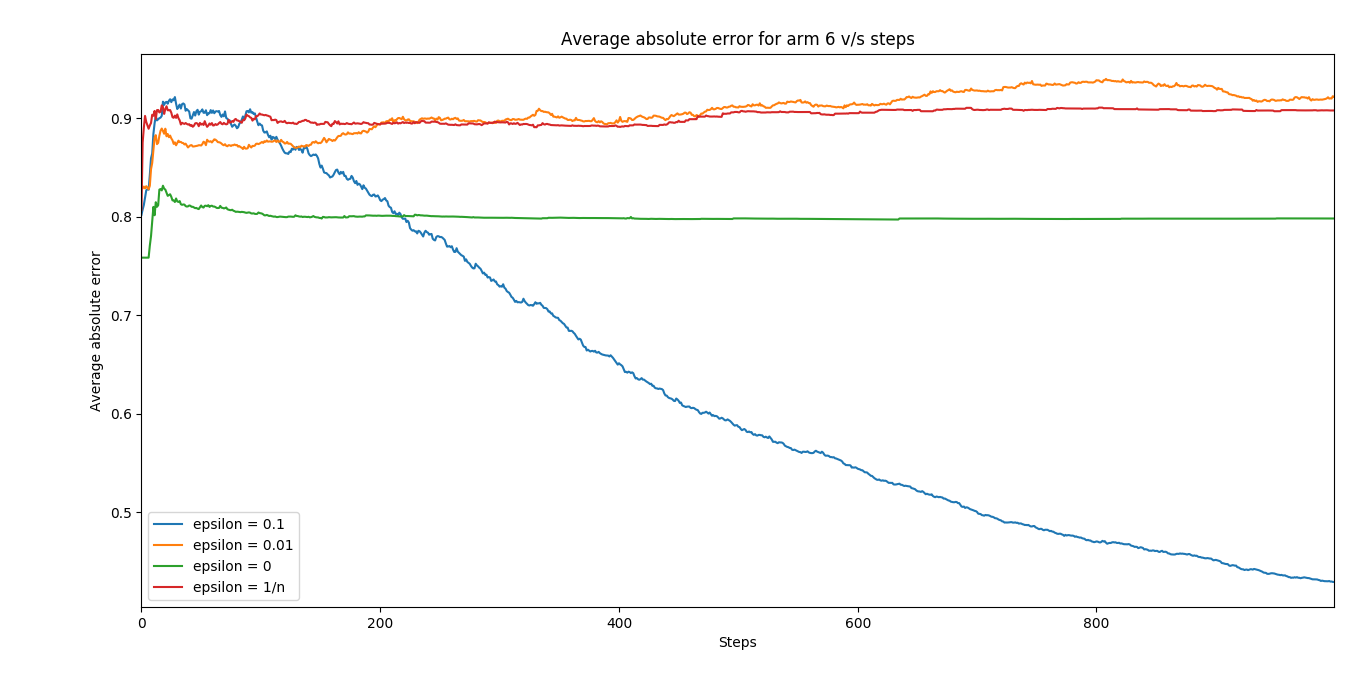 Average absolute error for arm 6 v/s steps
Average absolute error
0.9
0.8
0.7
0.6
0.5
epsilon = 0.1
epsilon = 0.01
epsilon = 0
epsilon = 1/n
0
200
400
600
800
Steps